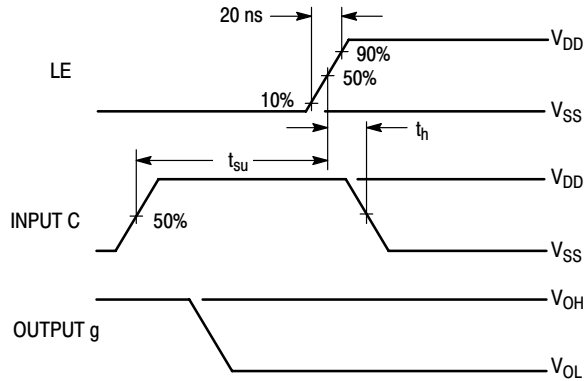 20 ns
V_DD
LE
90%
50%
10%
V_SS
t_h
t_su
V_DD
INPUT C
50%
V_SS
V_OH
OUTPUT g
V_OL